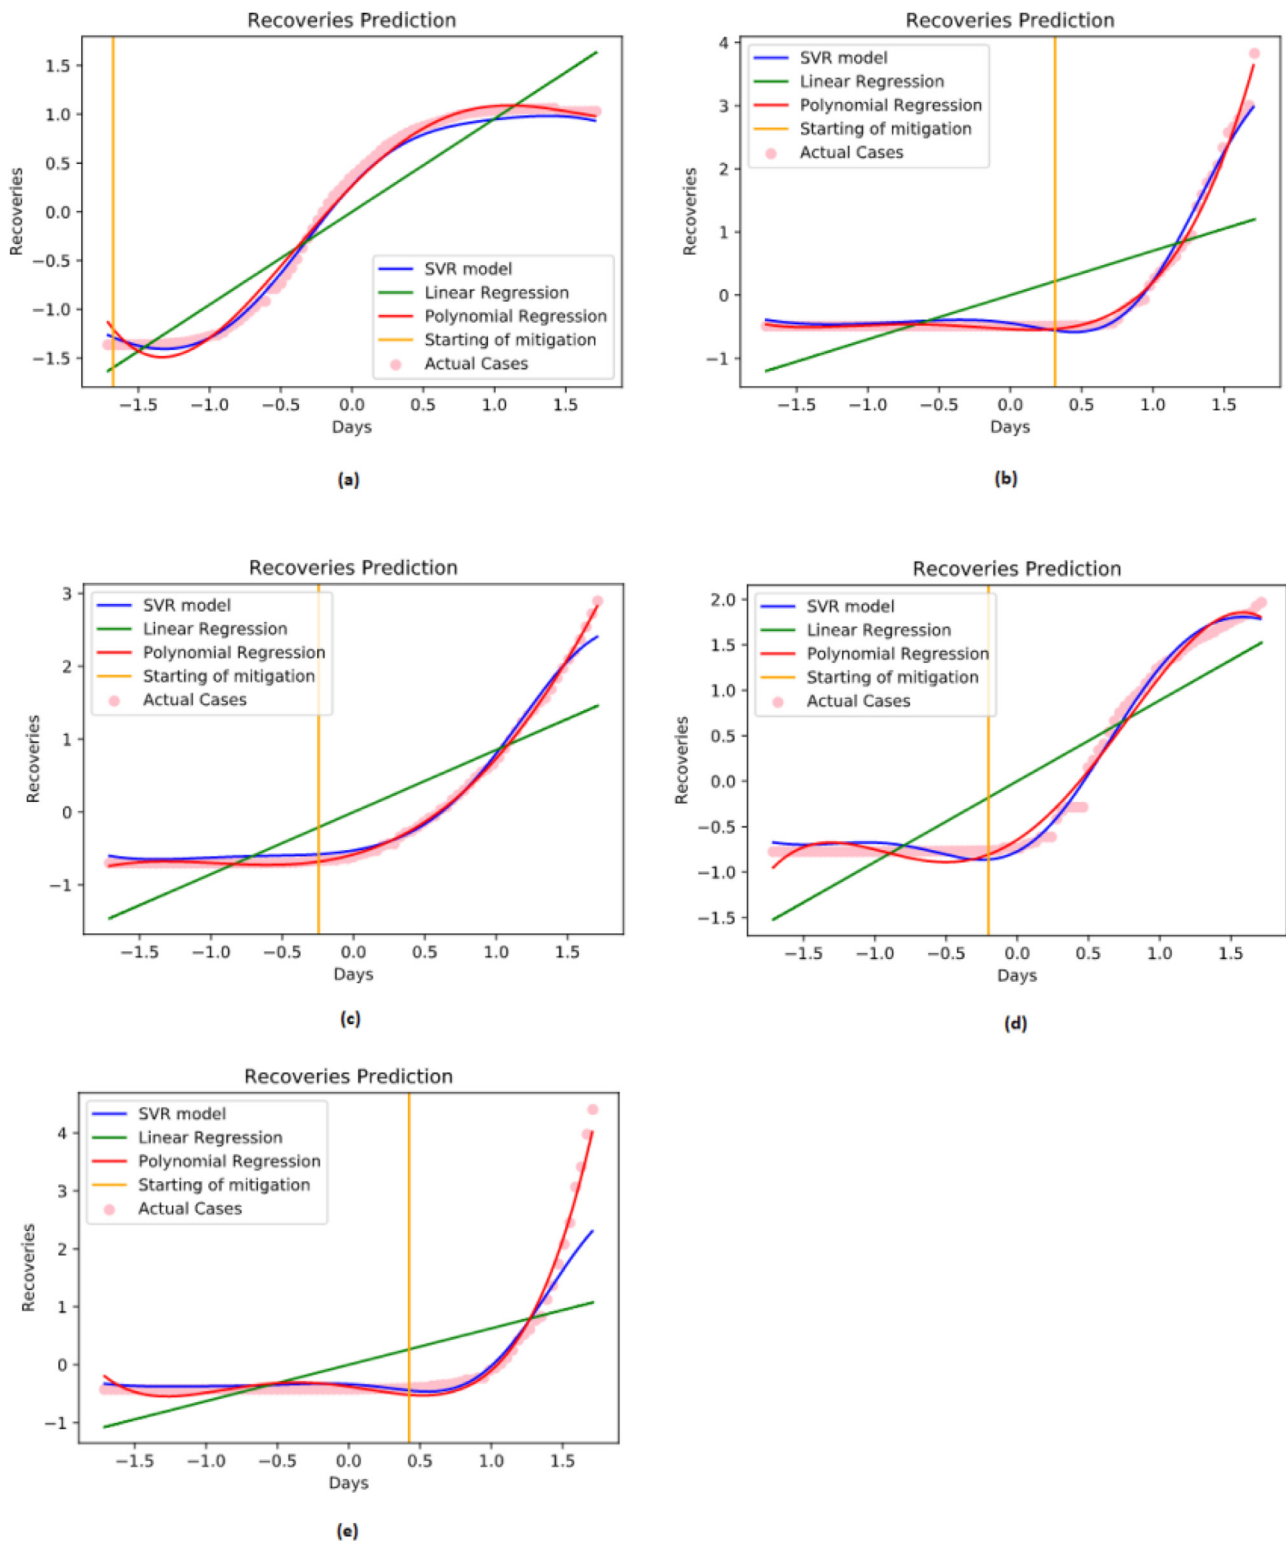 Recoveries Prediction
1.5
1.0
0.5
0.0
−0.5
−1.0
−1.5
Recoveries
SVR model
Linear Regression
Polynomial Regression
Starting of mitigation
Actual Cases
−1.5 −1.0 −0.5 0.0 0.5 1.0 1.5
Days
(a)
Recoveries Prediction
4
3
2
1
0
−1
Recoveries
SVR model
Linear Regression
Polynomial Regression
Starting of mitigation
Actual Cases
−1.5 −1.0 −0.5 0.0 0.5 1.0 1.5
Days
(b)
Recoveries Prediction
3
2
1
0
−1
Recoveries
SVR model
Linear Regression
Polynomial Regression
Starting of mitigation
Actual Cases
−1.5 −1.0 −0.5 0.0 0.5 1.0 1.5
Days
(c)
Recoveries Prediction
2.0
1.5
1.0
0.5
0.0
−0.5
−1.0
−1.5
Recoveries
SVR model
Linear Regression
Polynomial Regression
Starting of mitigation
Actual Cases
−1.5 −1.0 −0.5 0.0 0.5 1.0 1.5
Days
(d)
Recoveries Prediction
4
3
2
1
0
−1
Recoveries
SVR model
Linear Regression
Polynomial Regression
Starting of mitigation
Actual Cases
−1.5 −1.0 −0.5 0.0 0.5 1.0 1.5
Days
(e)